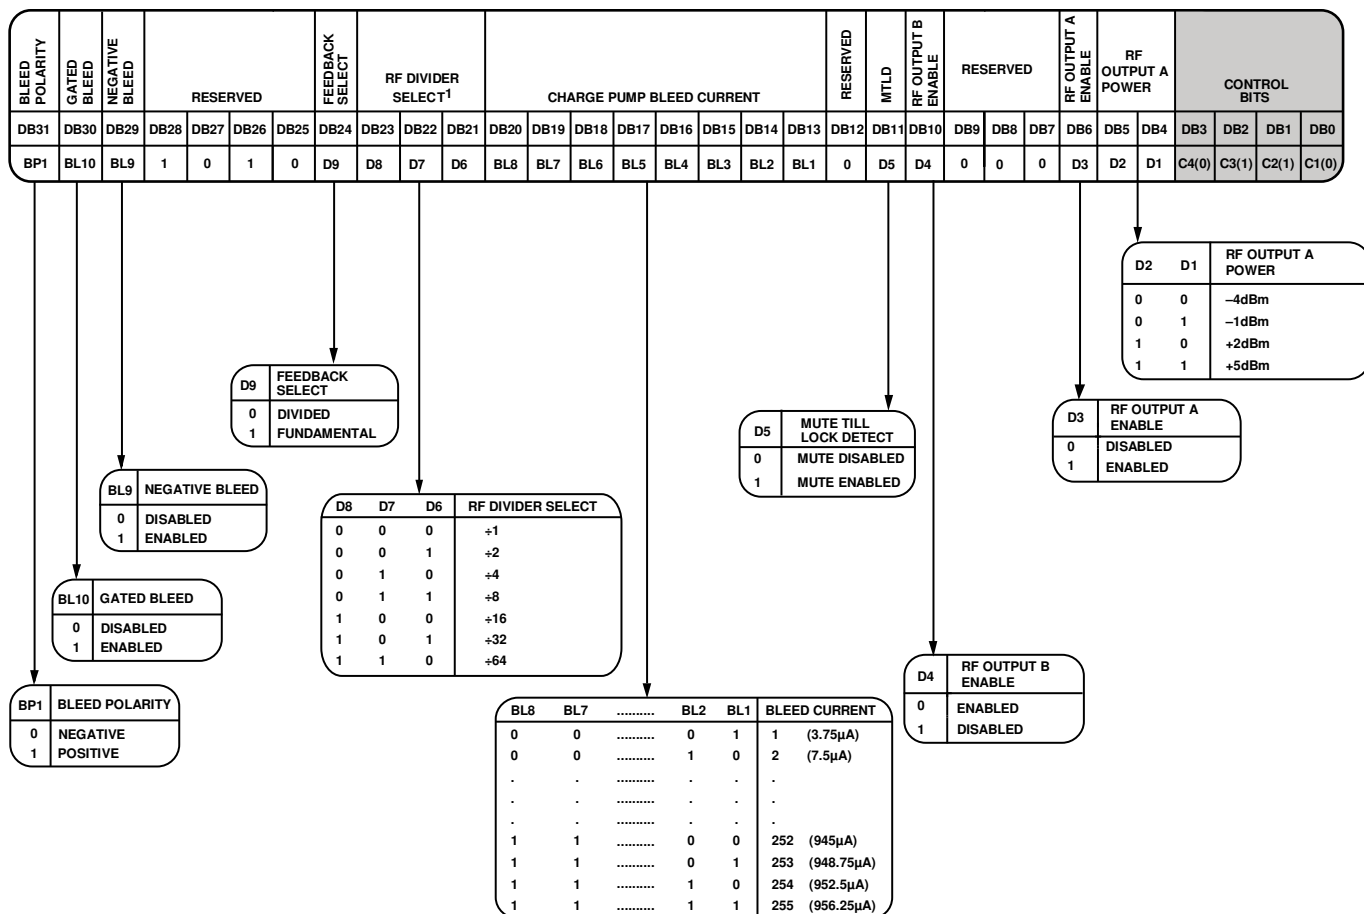 BLEED POLARITY
GATED BLEED
NEGATIVE BLEED
RESERVED
FEEDBACK SELECT
RF DIVIDER SELECT1
CHARGE PUMP BLEED CURRENT
RESERVED
MTLD
RF OUTPUT B ENABLE
RESERVED
RF OUTPUT A ENABLE
RF OUTPUT A POWER
CONTROL BITS
DB31 DB30 DB29 DB28 DB27 DB26 DB25 DB24 DB23 DB22 DB21 DB20 DB19 DB18 DB17 DB16 DB15 DB14 DB13 DB12 DB11 DB10 DB9 DB8 DB7 DB6 DB5 DB4 DB3 DB2 DB1 DB0
BP1 BL10 BL9 1 0 1 0 D9 D8 D7 D6 BL8 BL7 BL6 BL5 BL4 BL3 BL2 BL1 0 D5 D4 0 0 0 D3 D2 D1 C4(0) C3(1) C2(1) C1(0)
D2 D1 RF OUTPUT A POWER
0 0 –4dBm
0 1 –1dBm
1 0 +2dBm
1 1 +5dBm
D9 FEEDBACK SELECT
0 DIVIDED
1 FUNDAMENTAL
D3 RF OUTPUT A ENABLE
0 DISABLED
1 ENABLED
D5 MUTE TILL LOCK DETECT
0 MUTE DISABLED
1 MUTE ENABLED
BL9 NEGATIVE BLEED
0 DISABLED
1 ENABLED
D8 D7 D6 RF DIVIDER SELECT
0 0 0 ÷1
0 0 1 ÷2
0 1 0 ÷4
0 1 1 ÷8
1 0 0 ÷16
1 0 1 ÷32
1 1 0 ÷64
BL10 GATED BLEED
0 DISABLED
1 ENABLED
D4 RF OUTPUT B ENABLE
0 ENABLED
1 DISABLED
BP1 BLEED POLARITY
0 NEGATIVE
1 POSITIVE
BL8 BL7 .......... BL2 BL1 BLEED CURRENT
0 0 .......... 0 1 1 (3.75µA)
0 0 .......... 1 0 2 (7.5µA)
. . .......... . . .
. . .......... . . .
. . .......... . . .
1 1 .......... 0 0 252 (945µA)
1 1 .......... 0 1 253 (948.75µA)
1 1 .......... 1 0 254 (952.5µA)
1 1 .......... 1 1 255 (956.25µA)